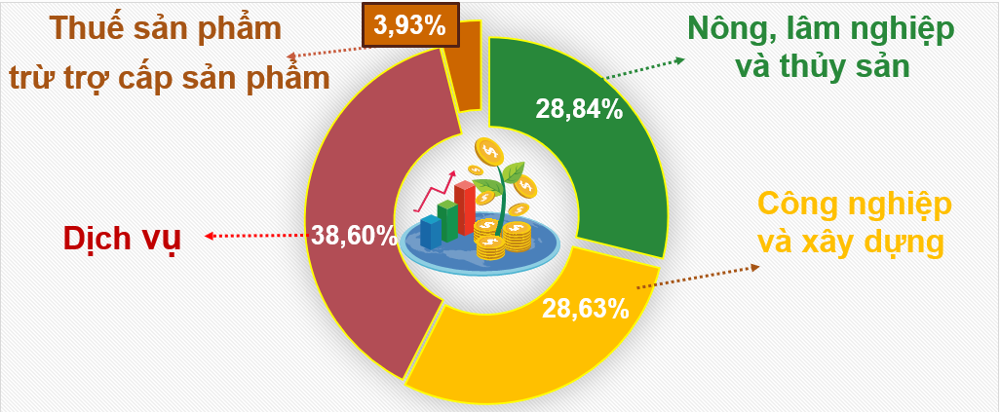 Thuế sản phẩm
trừ trợ cấp sản phẩm
3,93%
Nông, lâm nghiệp
và thủy sản
28,84%
Công nghiệp
và xây dựng
28,63%
Dịch vụ
38,60%